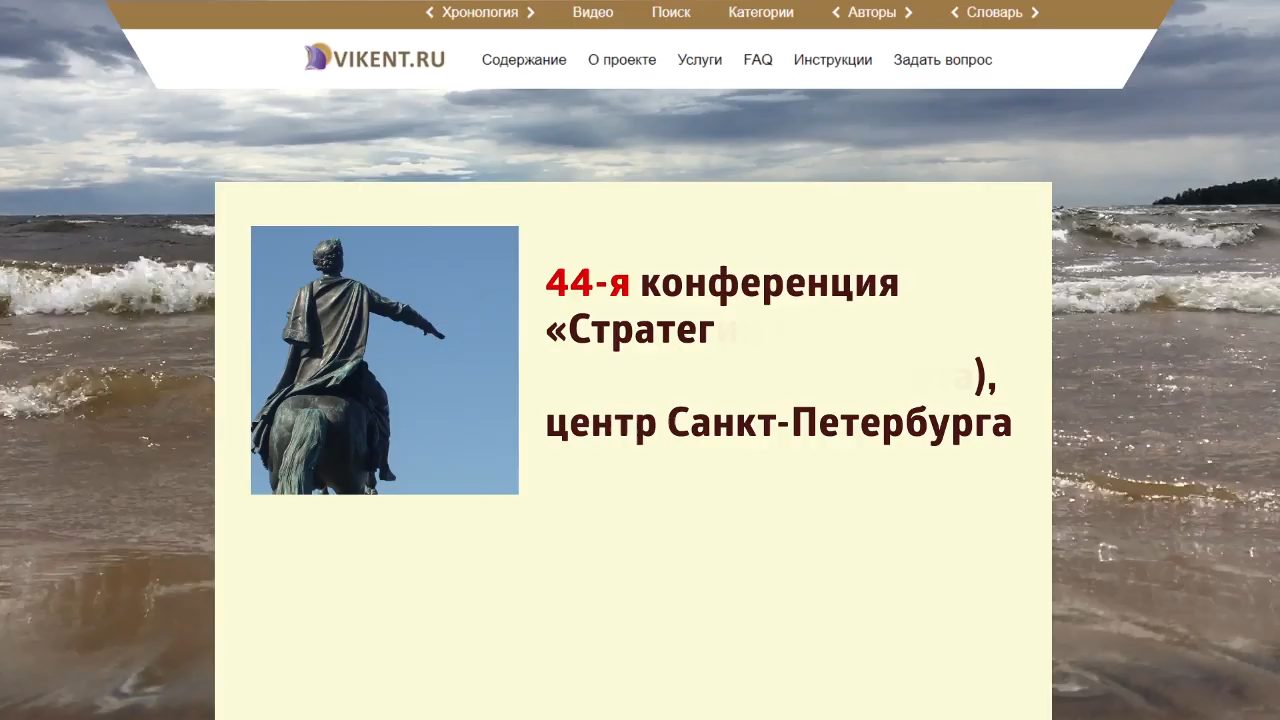 Хронология Видео Поиск Категории Авторы Словарь
VIKENT.RU Содержание О проекте Услуги FAQ Инструкции Задать вопрос
44-я конференция
«Стратег
),
центр Санкт-Петербурга